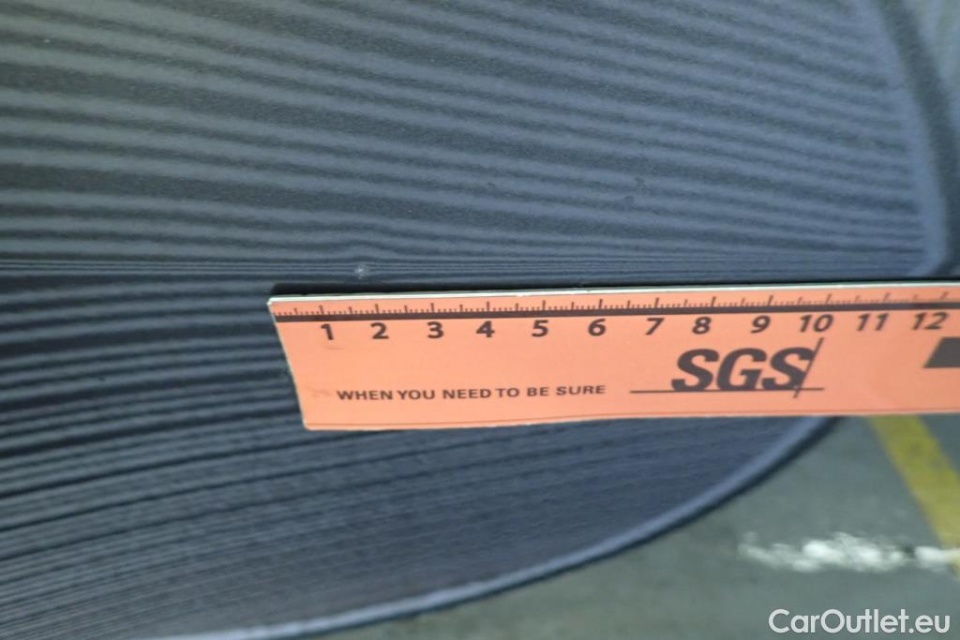 1 2 3 4 5 6 7 8 9 10 11 12
SGS
WHEN YOU NEED TO BE SURE
CarOutlet.eu